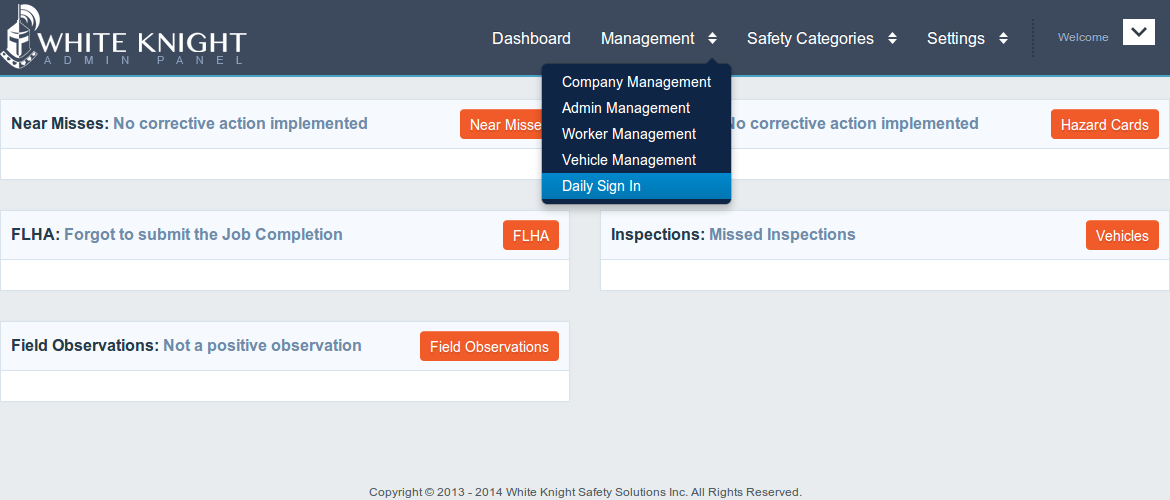 WHITE KNIGHT
ADMIN PANEL
Dashboard Management Safety Categories Settings Welcome
Company Management
Admin Management
Worker Management
Vehicle Management
Daily Sign In
Near Misses: No corrective action implemented Near Misse
No corrective action implemented Hazard Cards
FLHA: Forgot to submit the Job Completion FLHA
Inspections: Missed Inspections Vehicles
Field Observations: Not a positive observation Field Observations
Copyright © 2013 - 2014 White Knight Safety Solutions Inc. All Rights Reserved.